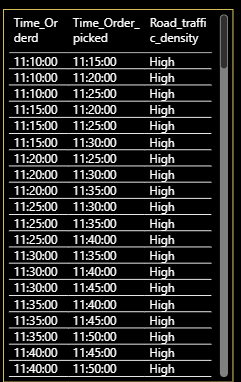 Time_Or Time_Order_ Road_traffi
derd picked c_density
11:10:00 11:15:00 High
11:10:00 11:20:00 High
11:10:00 11:25:00 High
11:15:00 11:20:00 High
11:15:00 11:25:00 High
11:15:00 11:30:00 High
11:20:00 11:25:00 High
11:20:00 11:30:00 High
11:20:00 11:35:00 High
11:25:00 11:30:00 High
11:25:00 11:35:00 High
11:25:00 11:40:00 High
11:30:00 11:35:00 High
11:30:00 11:40:00 High
11:30:00 11:45:00 High
11:35:00 11:40:00 High
11:35:00 11:45:00 High
11:35:00 11:50:00 High
11:40:00 11:45:00 High
11:40:00 11:50:00 High